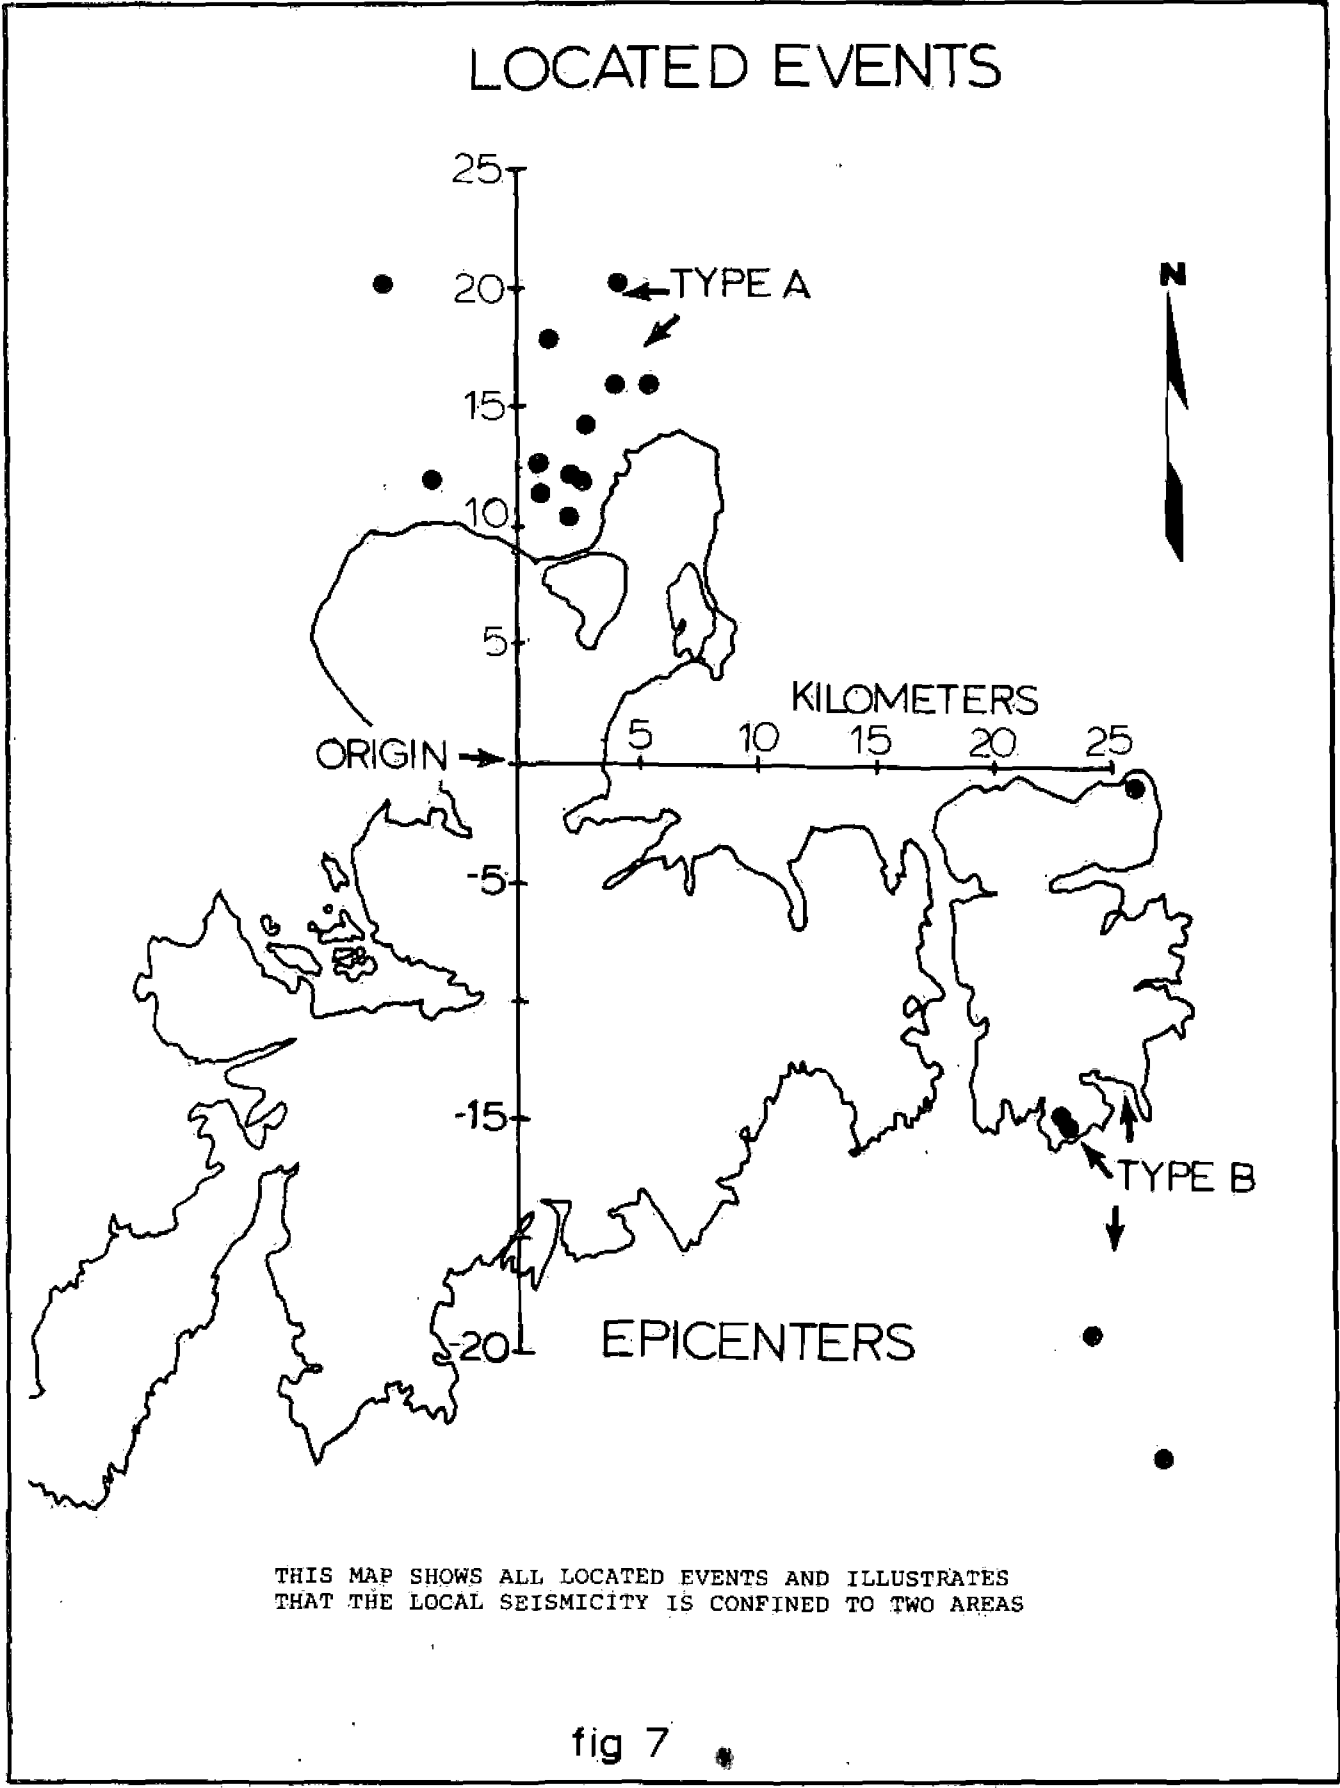 LOCATED EVENTS
25
20
TYPE A
N
15
10
5
KILOMETERS
5 10 15 20 25
ORIGIN
-5
-15
TYPE B
-20
EPICENTERS
THIS MAP SHOWS ALL LOCATED EVENTS AND ILLUSTRATES
THAT THE LOCAL SEISMICITY IS CONFINED TO TWO AREAS
fig 7